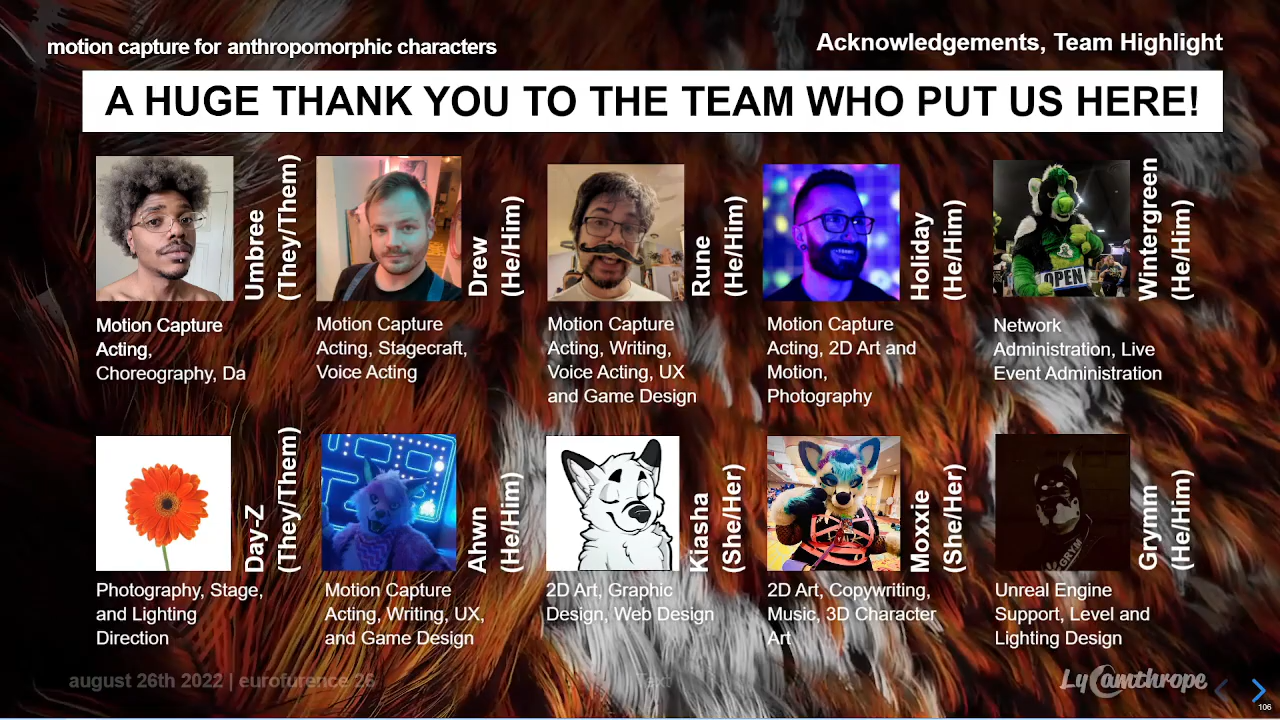 motion capture for anthropomorphic characters
Acknowledgements, Team Highlight
A HUGE THANK YOU TO THE TEAM WHO PUT US HERE!
Umbree
(They/Them)
Motion Capture
Acting,
Choreography, Da
Drew
(He/Him)
Motion Capture
Acting, Stagecraft,
Voice Acting
Rune
(He/Him)
Motion Capture
Acting, Writing,
Voice Acting, UX
and Game Design
Holiday
(He/Him)
Motion Capture
Acting, 2D Art and
Motion,
Photography
OPEN
Wintergreen
(He/Him)
Network
Administration, Live
Event Administration
Day-Z
(They/Them)
Photography, Stage,
and Lighting
Direction
Ahwn
(He/Him)
Motion Capture
Acting, Writing, UX,
and Game Design
Kiasha
(She/Her)
2D Art, Graphic
Design, Web Design
Moxxie
(She/Her)
2D Art, Copywriting,
Music, 3D Character
Art
GRYM
Grymm
(He/Him)
Unreal Engine
Support, Level and
Lighting Design
august 26th 2022 | eurofurence 26
Text
LyCamthrope
106